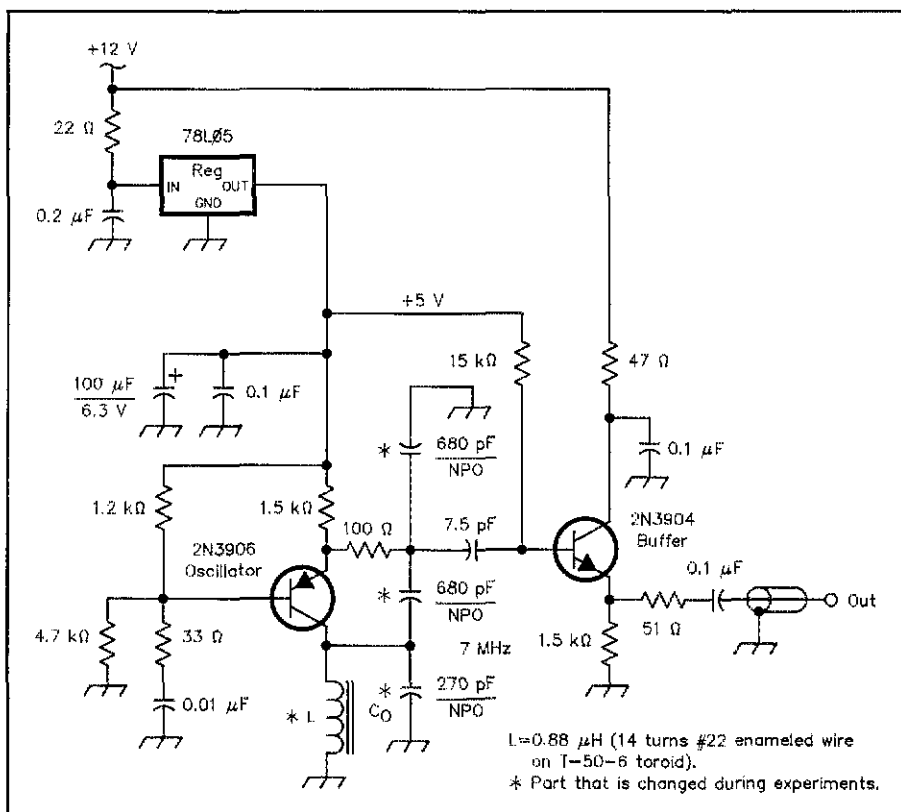 +12 V
22 Ω
78LØ5
Reg
IN
OUT
GND
0.2 µF
+5 V
15 kΩ
47 Ω
100 µF
6.3 V
+
0.1 µF
*
680 pF
NPO
0.1 µF
1.2 kΩ
1.5 kΩ
100 Ω
7.5 pF
2N3904
Buffer
2N3906
Oscillator
*
680 pF
NPO
0.1 µF
Out
4.7 kΩ
33 Ω
7 MHz
1.5 kΩ
51 Ω
0.01 µF
* L
*
CO
270 pF
NPO
L=0.88 µH (14 turns #22 enameled wire
on T-50-6 toroid).
* Part that is changed during experiments.